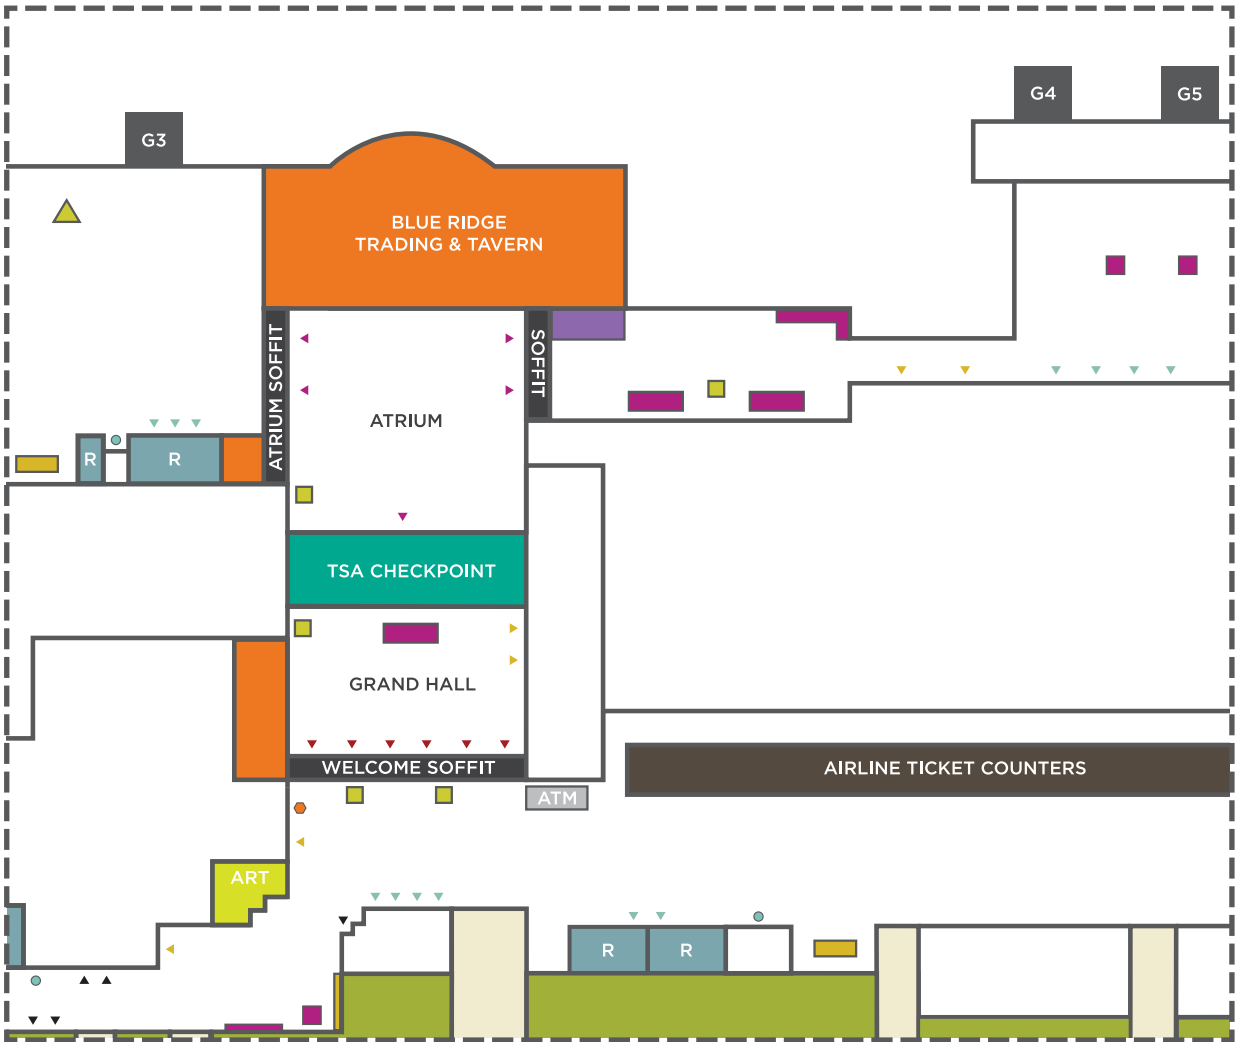 G4
G5
G3
BLUE RIDGE
TRADING & TAVERN
ATRIUM SOFFIT
SOFFIT
ATRIUM
R
R
TSA CHECKPOINT
GRAND HALL
WELCOME SOFFIT
AIRLINE TICKET COUNTERS
ATM
ART
R
R